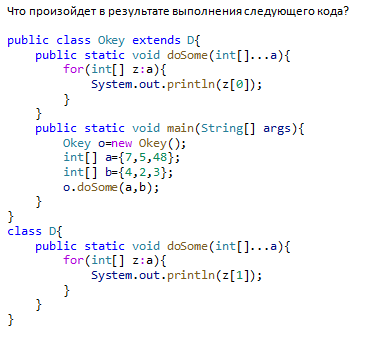 Что произойдет в результате выполнения следующего кода?
public class Okey extends D{
    public static void doSome(int[]...a){
        for(int[] z:a){
            System.out.println(z[0]);
        }
    }
    public static void main(String[] args){
        Okey o=new Okey();
        int[] a={7,5,48};
        int[] b={4,2,3};
        o.doSome(a,b);
    }
}
class D{
    public static void doSome(int[]...a){
        for(int[] z:a){
            System.out.println(z[1]);
        }
    }
}